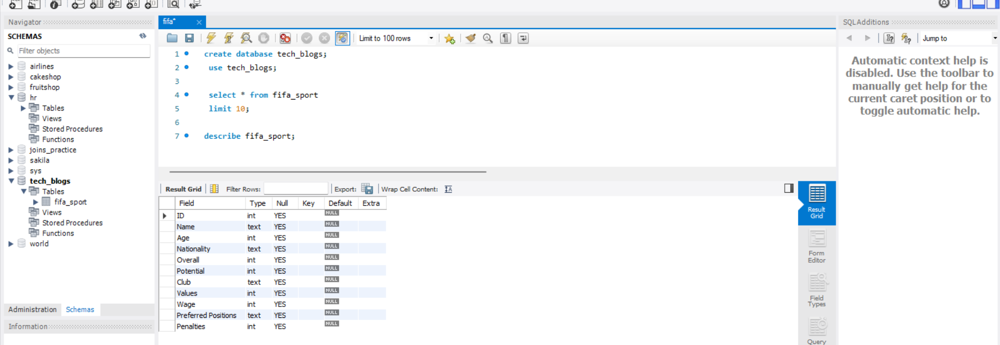 Navigator
SCHEMAS
Filter objects
airlines
cakeshop
fruitshop
hr
Tables
Views
Stored Procedures
Functions
joins_practice
sakila
sys
tech_blogs
Tables
fifa_sport
Views
Stored Procedures
Functions
world
Administration Schemas
Information
fifa*
Limit to 100 rows
1 create database tech_blogs;
2 use tech_blogs;
3
4 select * from fifa_sport
5 limit 10;
6
7 describe fifa_sport;
Result Grid Filter Rows: Export: Wrap Cell Content:
Field Type Null Key Default Extra
ID int YES NULL
Name text YES NULL
Age int YES NULL
Nationality text YES NULL
Overall int YES NULL
Potential int YES NULL
Club text YES NULL
Values int YES NULL
Wage int YES NULL
Preferred Positions text YES NULL
Penalties int YES NULL
Result
Grid
Form
Editor
Field
Types
Query
SQLAdditions
Jump to
Automatic context help is
disabled. Use the toolbar to
manually get help for the
current caret position or to
toggle automatic help.